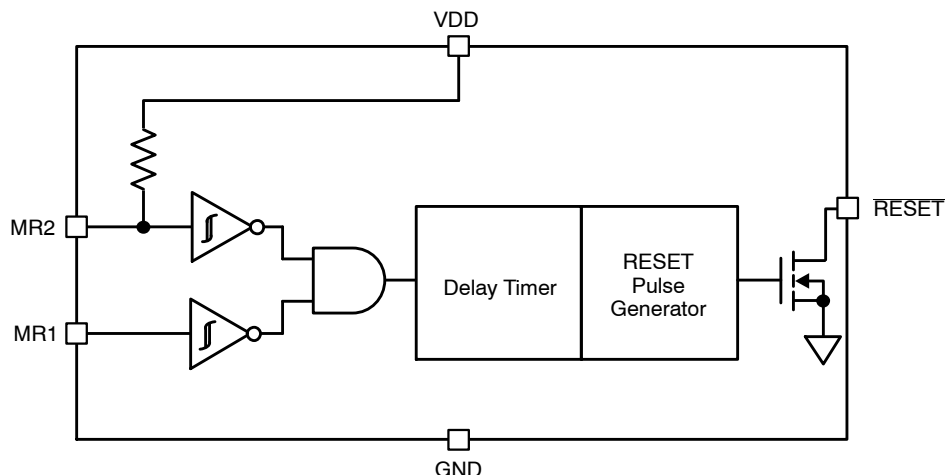 VDD
MR2
RESET
MR1
Delay Timer
RESET
Pulse
Generator
GND